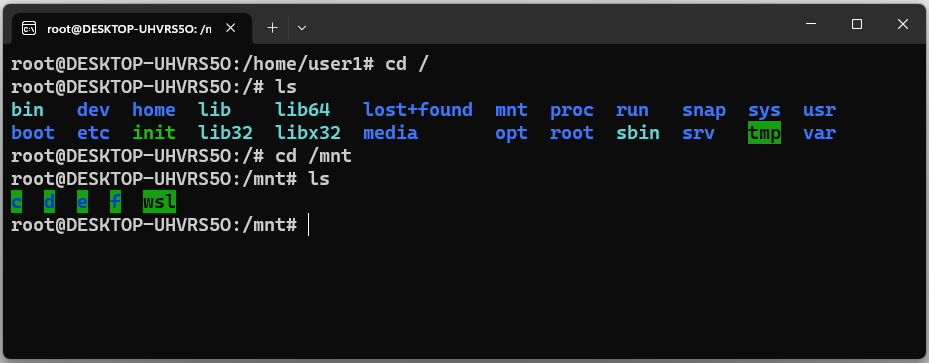 root@DESKTOP-UHVRS5O: /n
root@DESKTOP-UHVRS5O:/home/user1# cd /
root@DESKTOP-UHVRS5O:/# ls
bin dev home lib lib64 lost+found mnt proc run snap sys usr
boot etc init lib32 libx32 media opt root sbin srv tmp var
root@DESKTOP-UHVRS5O:/# cd /mnt
root@DESKTOP-UHVRS5O:/mnt# ls
c d e f wsl
root@DESKTOP-UHVRS5O:/mnt#